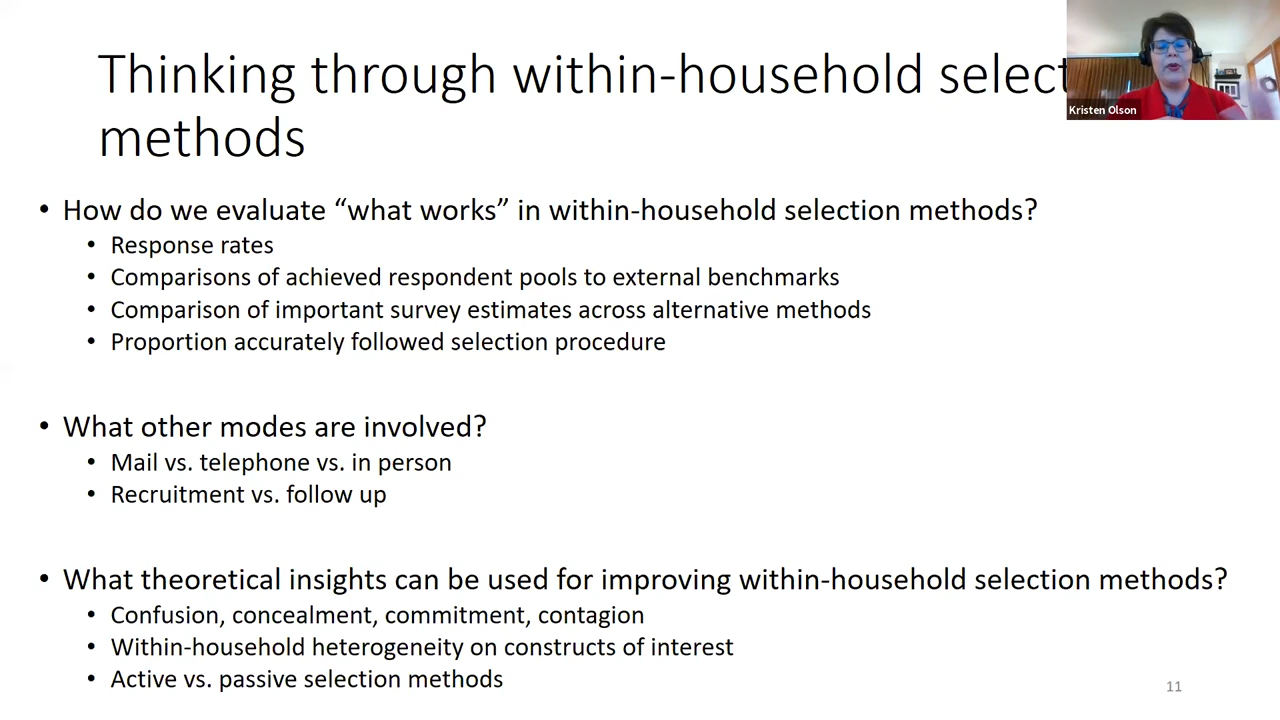 Thinking through within-household select
methods
Kristen Olson
• How do we evaluate “what works” in within-household selection methods?
• Response rates
• Comparisons of achieved respondent pools to external benchmarks
• Comparison of important survey estimates across alternative methods
• Proportion accurately followed selection procedure
• What other modes are involved?
• Mail vs. telephone vs. in person
• Recruitment vs. follow up
• What theoretical insights can be used for improving within-household selection methods?
• Confusion, concealment, commitment, contagion
• Within-household heterogeneity on constructs of interest
• Active vs. passive selection methods
11